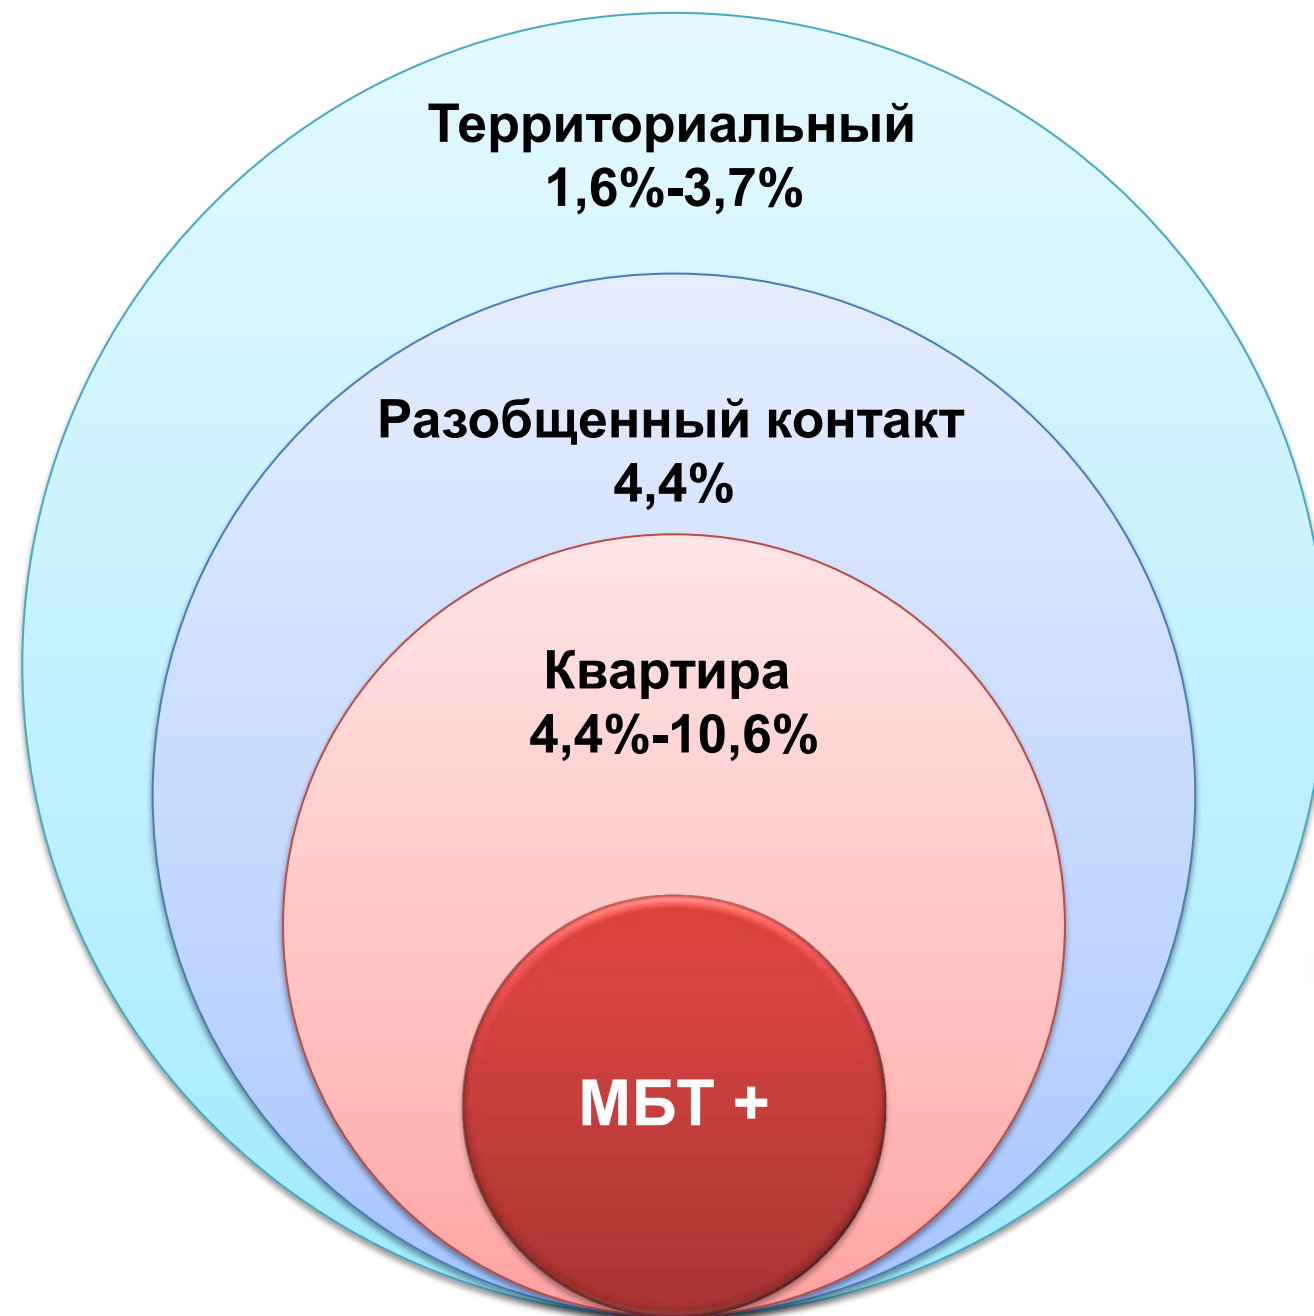 Территориальный
1,6%-3,7%
Разобщенный контакт
4,4%
Квартира
4,4%-10,6%
МБТ +